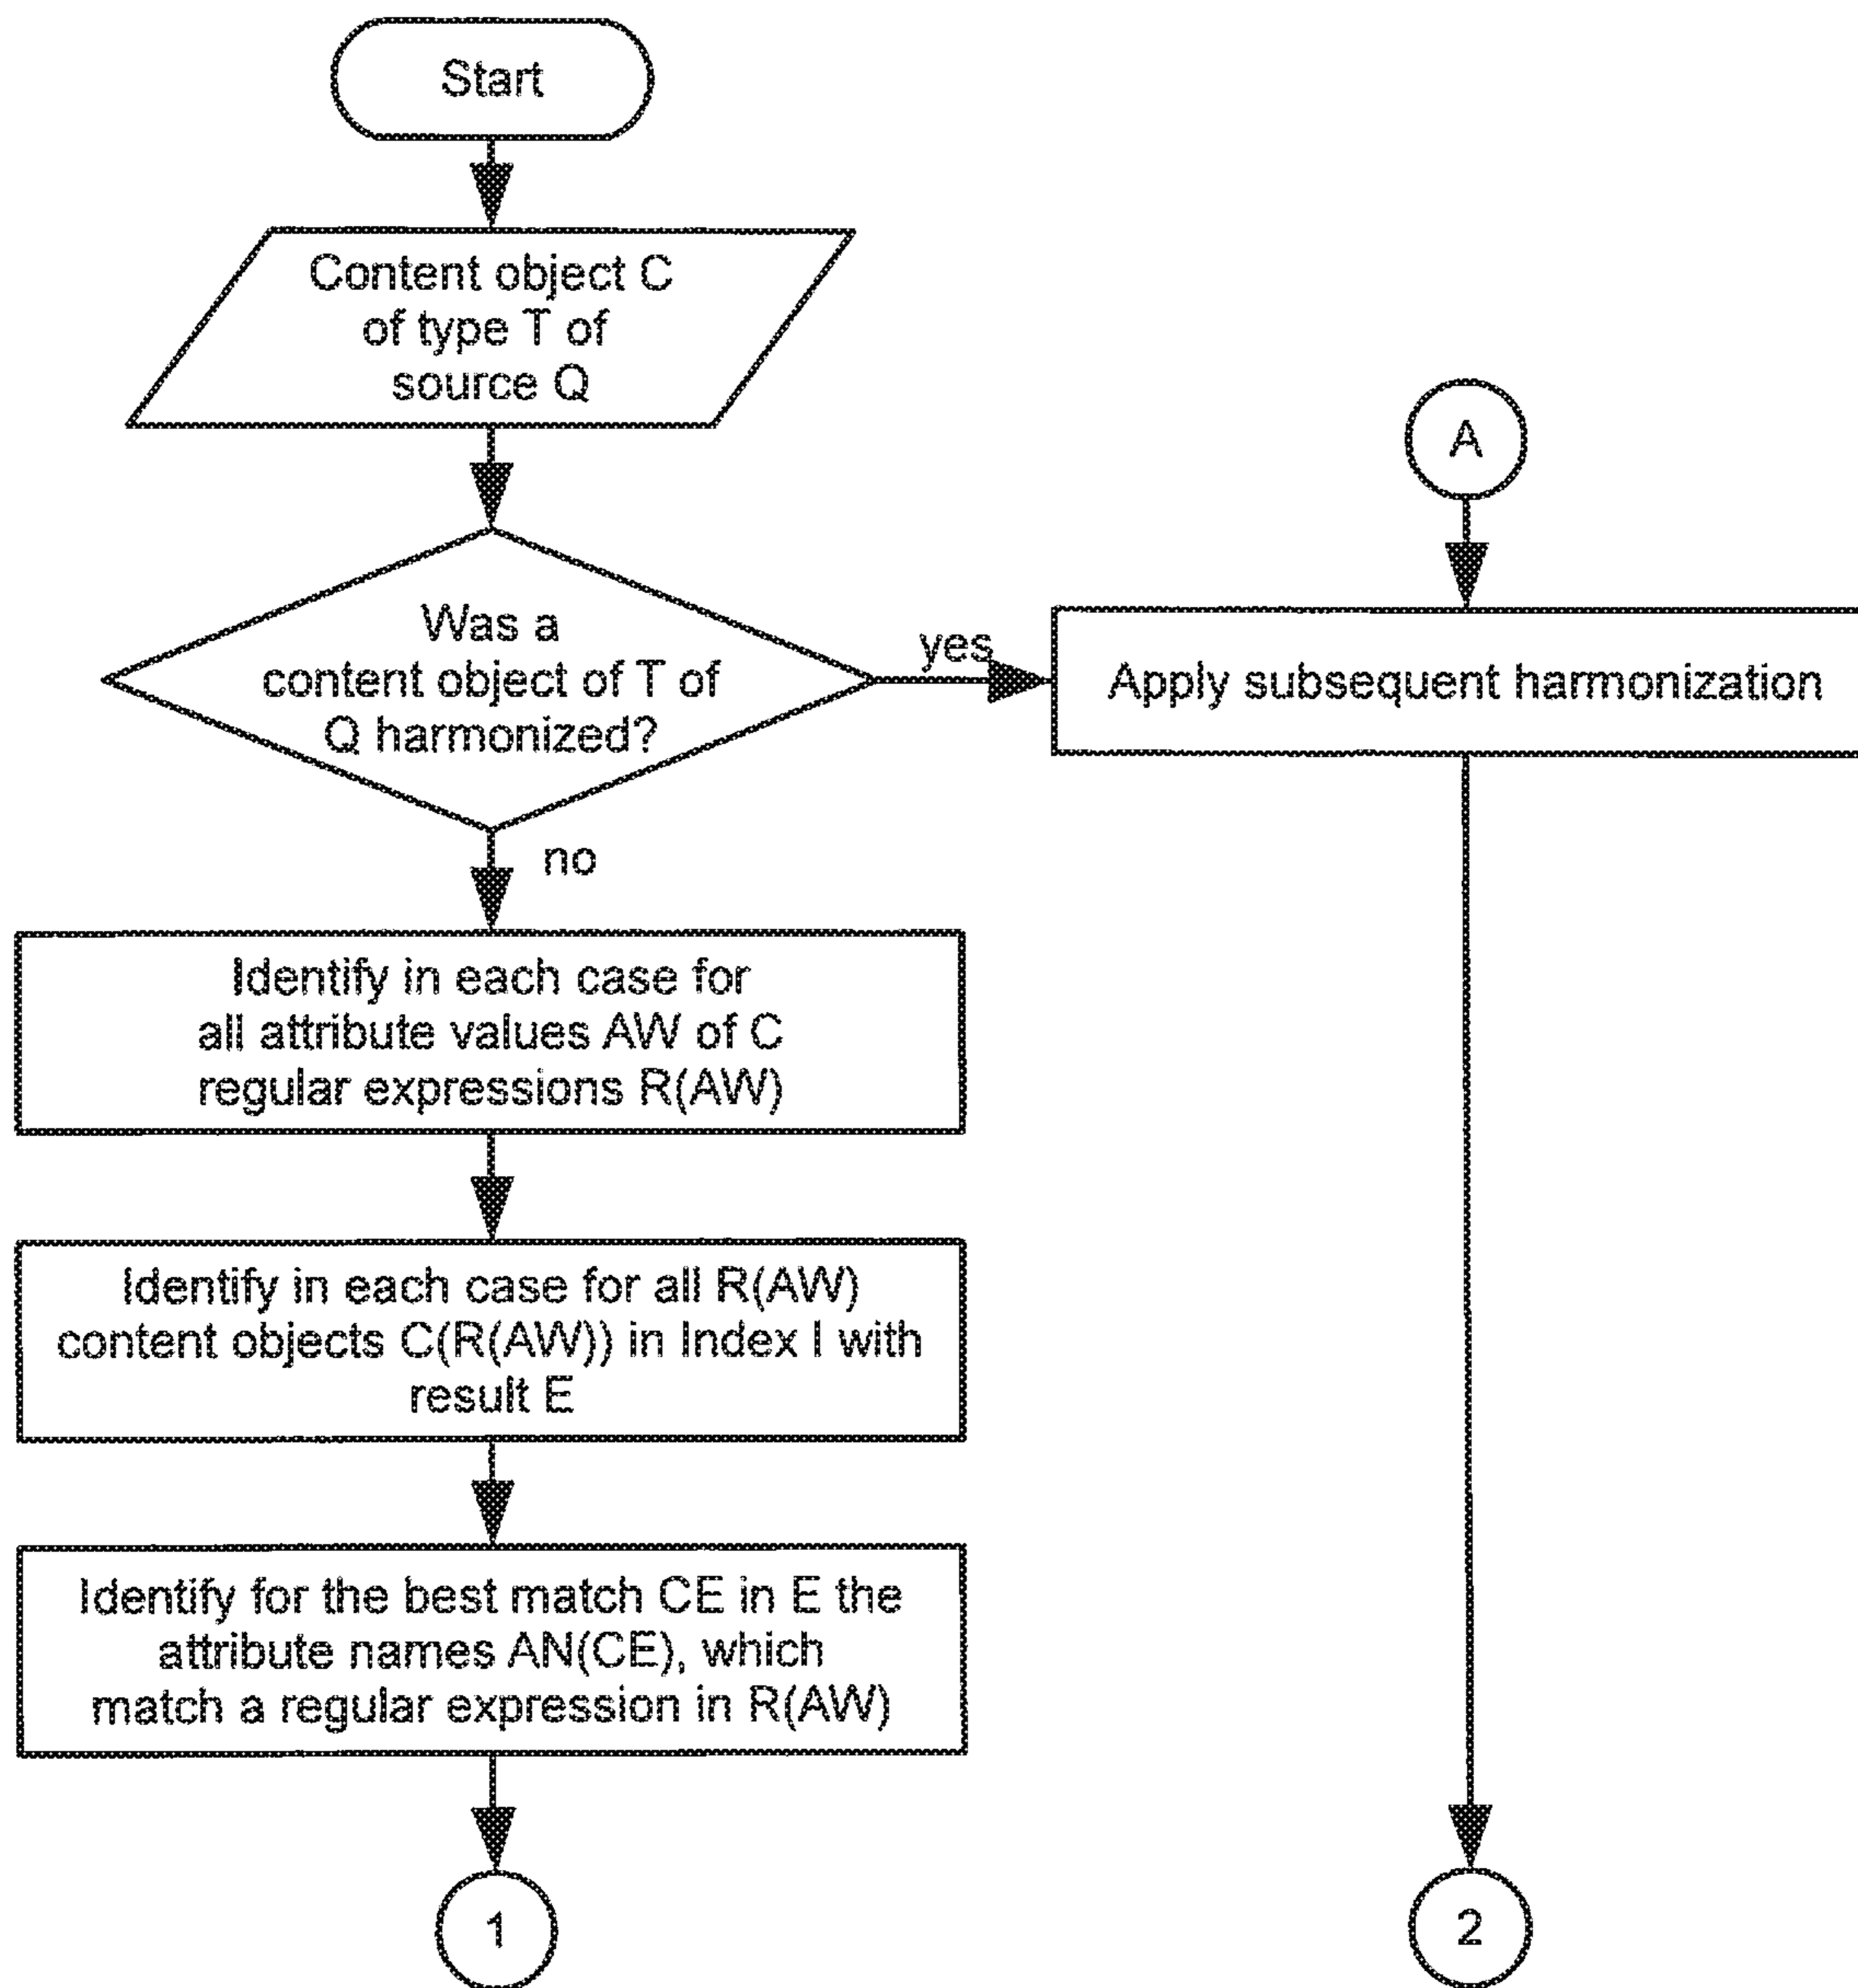 Start
Content object C
of type T of
source Q
A
Was a
content object of T of
Q harmonized?
yes
Apply subsequent harmonization
no
Identify in each case for
all attribute values AW of C
regular expressions R(AW)
Identify in each case for all R(AW)
content objects C(R(AW)) in Index I with
result E
Identify for the best match CE in E the
attribute names AN(CE), which
match a regular expression in R(AW)
1
2